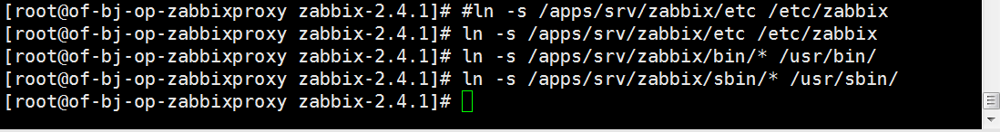 [root@of-bj-op-zabbixproxy zabbix-2.4.1]# #ln -s /apps/srv/zabbix/etc /etc/zabbix
[root@of-bj-op-zabbixproxy zabbix-2.4.1]# ln -s /apps/srv/zabbix/etc /etc/zabbix
[root@of-bj-op-zabbixproxy zabbix-2.4.1]# ln -s /apps/srv/zabbix/bin/* /usr/bin/
[root@of-bj-op-zabbixproxy zabbix-2.4.1]# ln -s /apps/srv/zabbix/sbin/* /usr/sbin/
[root@of-bj-op-zabbixproxy zabbix-2.4.1]#